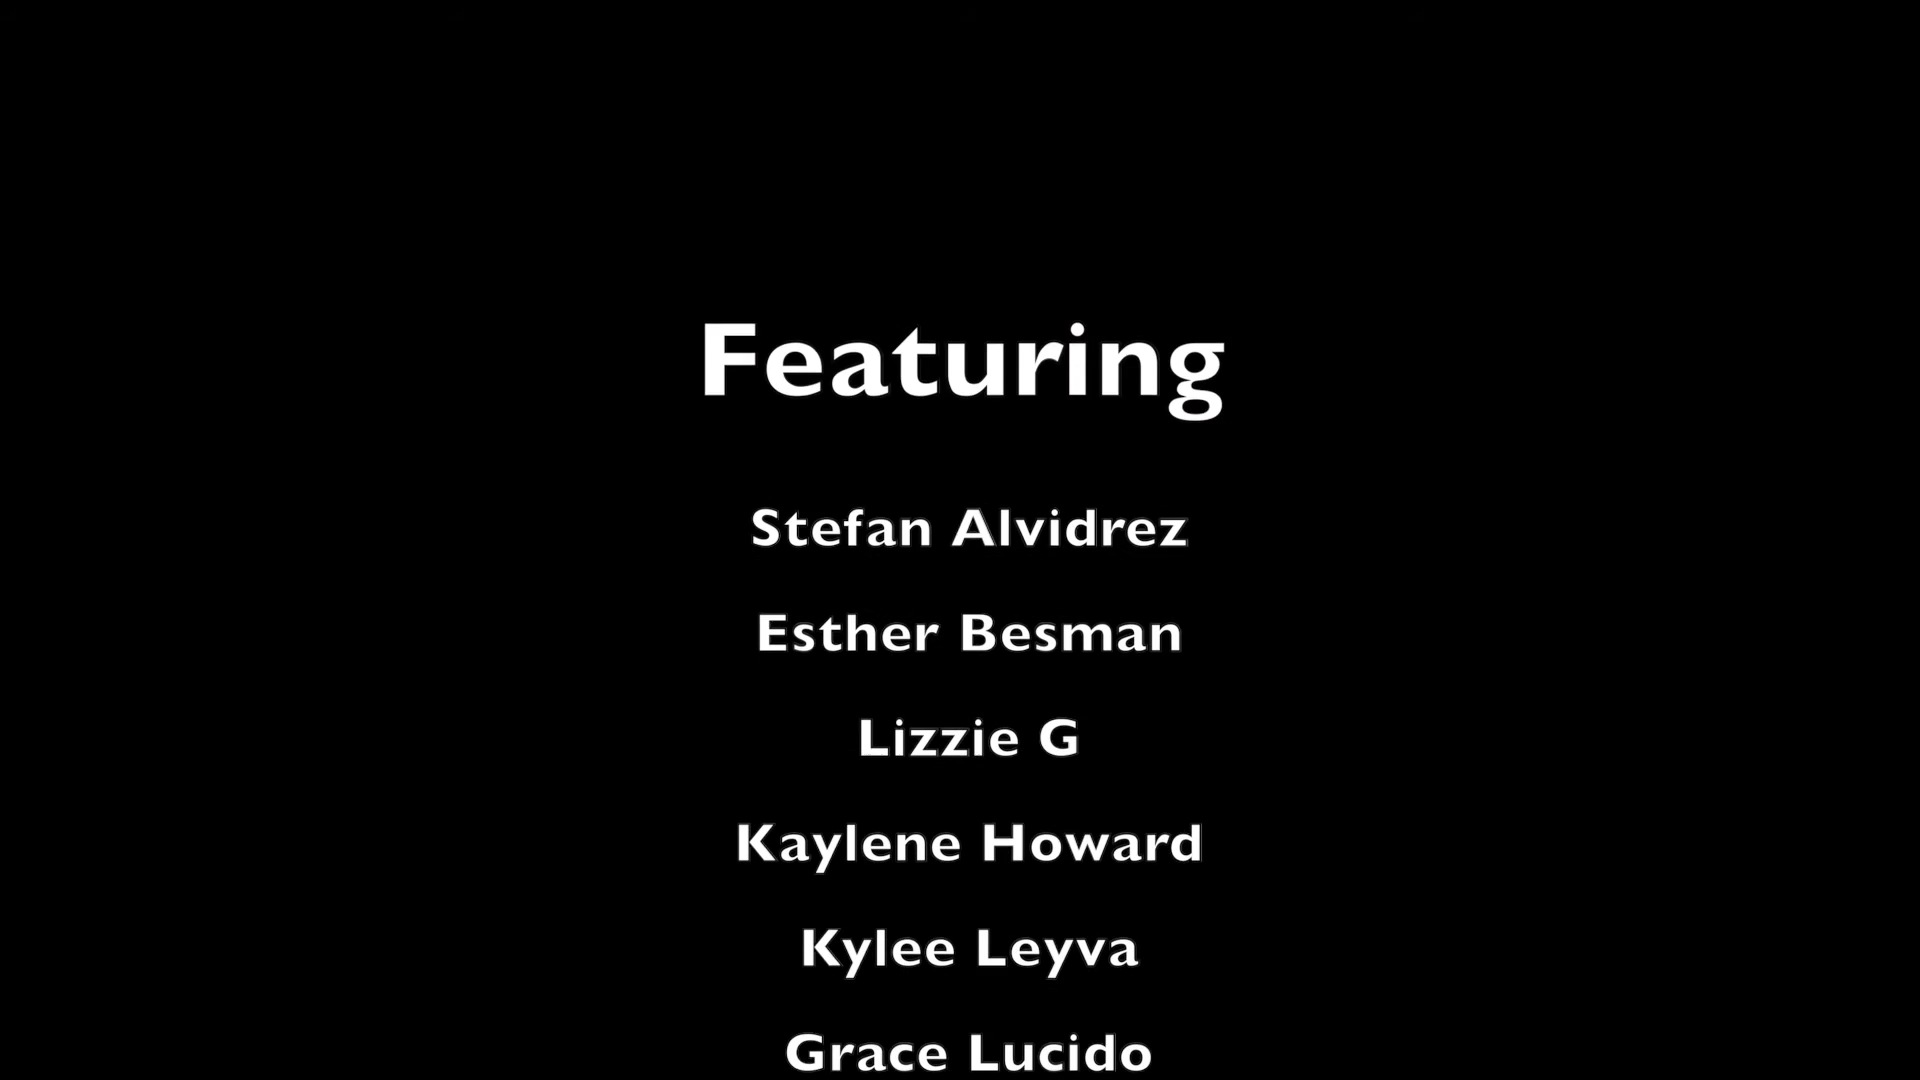 Featuring
Stefan Alvidrez
Esther Besman
Lizzie G
Kaylene Howard
Kylee Leyva
Grace Lucido